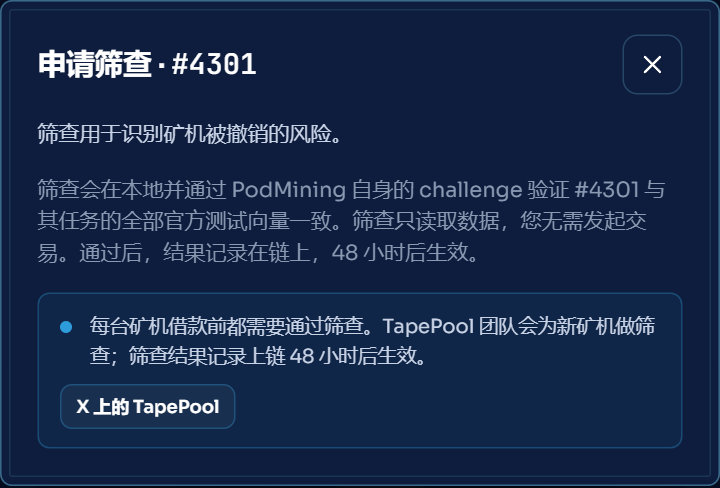 申请筛查 · #4301
筛查用于识别矿机被撤销的风险。
筛查会在本地并通过 PodMining 自身的 challenge 验证 #4301 与
其任务的全部官方测试向量一致。筛查只读取数据，您无需发起交
易。通过后，结果记录在链上，48 小时后生效。
每台矿机借款前都需要通过筛查。TapePool 团队会为新矿机做筛
查；筛查结果记录上链 48 小时后生效。
X 上的 TapePool